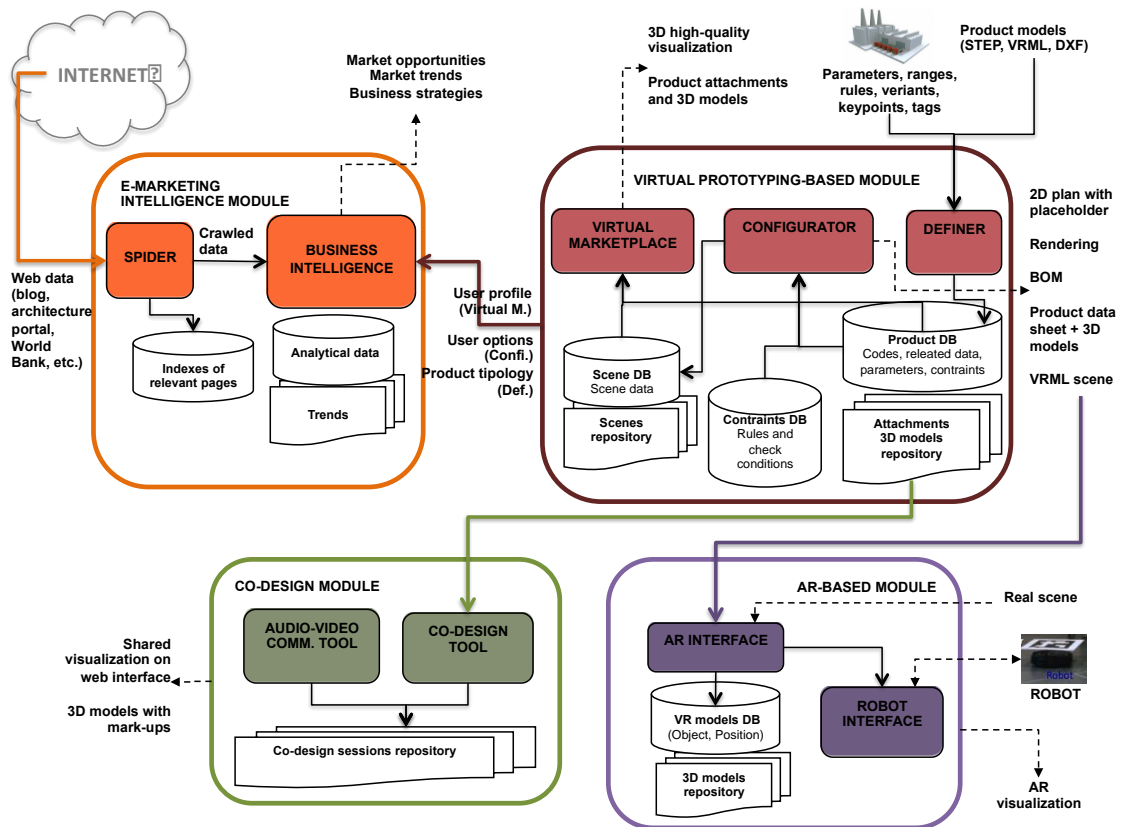 INTERNET?
Market opportunities
Market trends
Business strategies
3D high-quality
visualization
Product attachments
and 3D models
Product models
(STEP, VRML, DXF)
Parameters, ranges,
rules, veriants,
keypoints, tags
E-MARKETING
INTELLIGENCE MODULE
SPIDER
Crawled
data
BUSINESS
INTELLIGENCE
Web data
(blog,
architecture
portal,
World
Bank, etc.)
Indexes of
relevant pages
Analytical data
Trends
User profile
(Virtual M.)
User options
(Confi.)
Product tipology
(Def.)
VIRTUAL PROTOTYPING-BASED MODULE
VIRTUAL
MARKETPLACE
CONFIGURATOR
DEFINER
Scene DB
Scene data
Scenes
repository
Contraints DB
Rules and
check
conditions
Product DB
Codes, releated data,
parameters, contraints
Attachments
3D models
repository
2D plan with
placeholder
Rendering
BOM
Product data
sheet + 3D
models
VRML scene
CO-DESIGN MODULE
AUDIO-VIDEO
COMM. TOOL
CO-DESIGN
TOOL
Co-design sessions repository
Shared
visualization on
web interface
3D models with
mark-ups
AR-BASED MODULE
AR INTERFACE
VR models DB
(Object, Position)
3D models
repository
ROBOT
INTERFACE
Real scene
Robot
ROBOT
AR
visualization